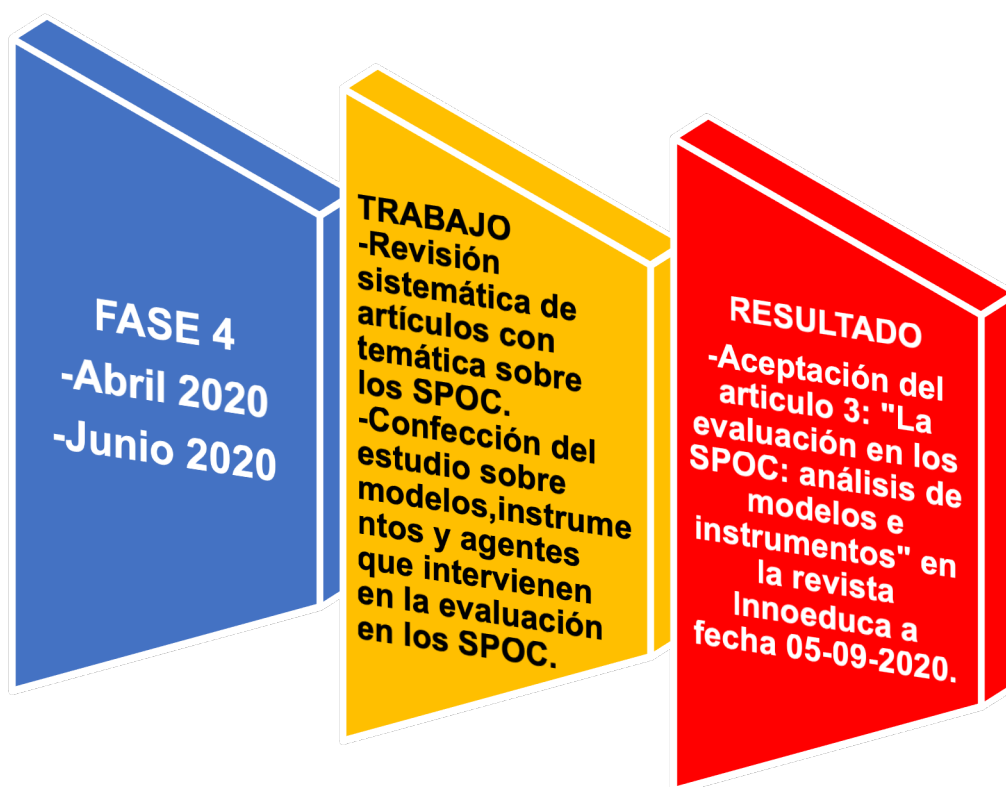 FASE 4
-Abril 2020
-Junio 2020
TRABAJO
-Revisión
sistemática de
artículos con
temática sobre
los SPOC.
-Confección del
estudio sobre
modelos,instrume
ntos y agentes
que intervienen
en la evaluación
en los SPOC.
RESULTADO
-Aceptación del
articulo 3: "La
evaluación en los
SPOC: análisis de
modelos e
instrumentos" en
la revista
Innoeduca a
fecha 05-09-2020.